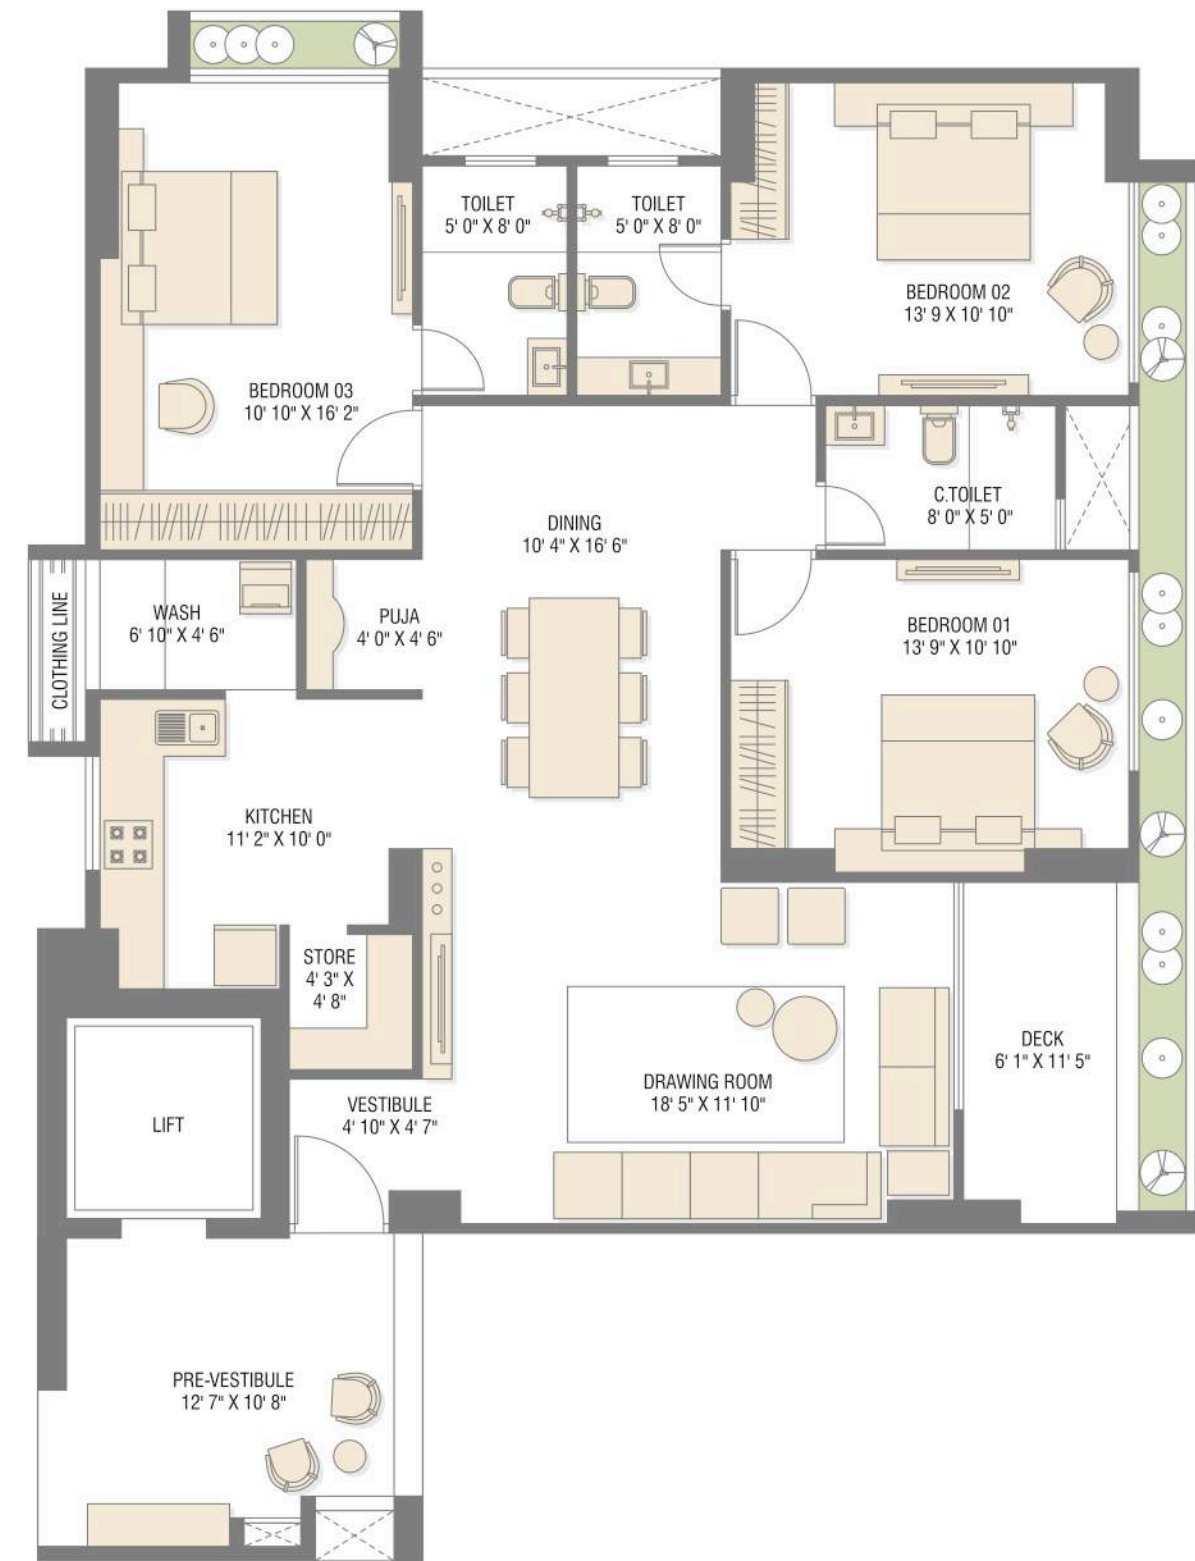 TOILET
5' 0" X 8' 0"
TOILET
5' 0" X 8' 0"
BEDROOM 02
13' 9 X 10' 10"
BEDROOM 03
10' 10" X 16' 2"
C.TOILET
8' 0" X 5' 0"
DINING
10' 4" X 16' 6"
CLOTHING LINE
WASH
6' 10" X 4' 6"
PUJA
4' 0" X 4' 6"
BEDROOM 01
13' 9" X 10' 10"
KITCHEN
11' 2" X 10' 0"
STORE
4' 3" X
4' 8"
DECK
6' 1" X 11' 5"
DRAWING ROOM
18' 5" X 11' 10"
LIFT
VESTIBULE
4' 10" X 4' 7"
PRE-VESTIBULE
12' 7" X 10' 8"